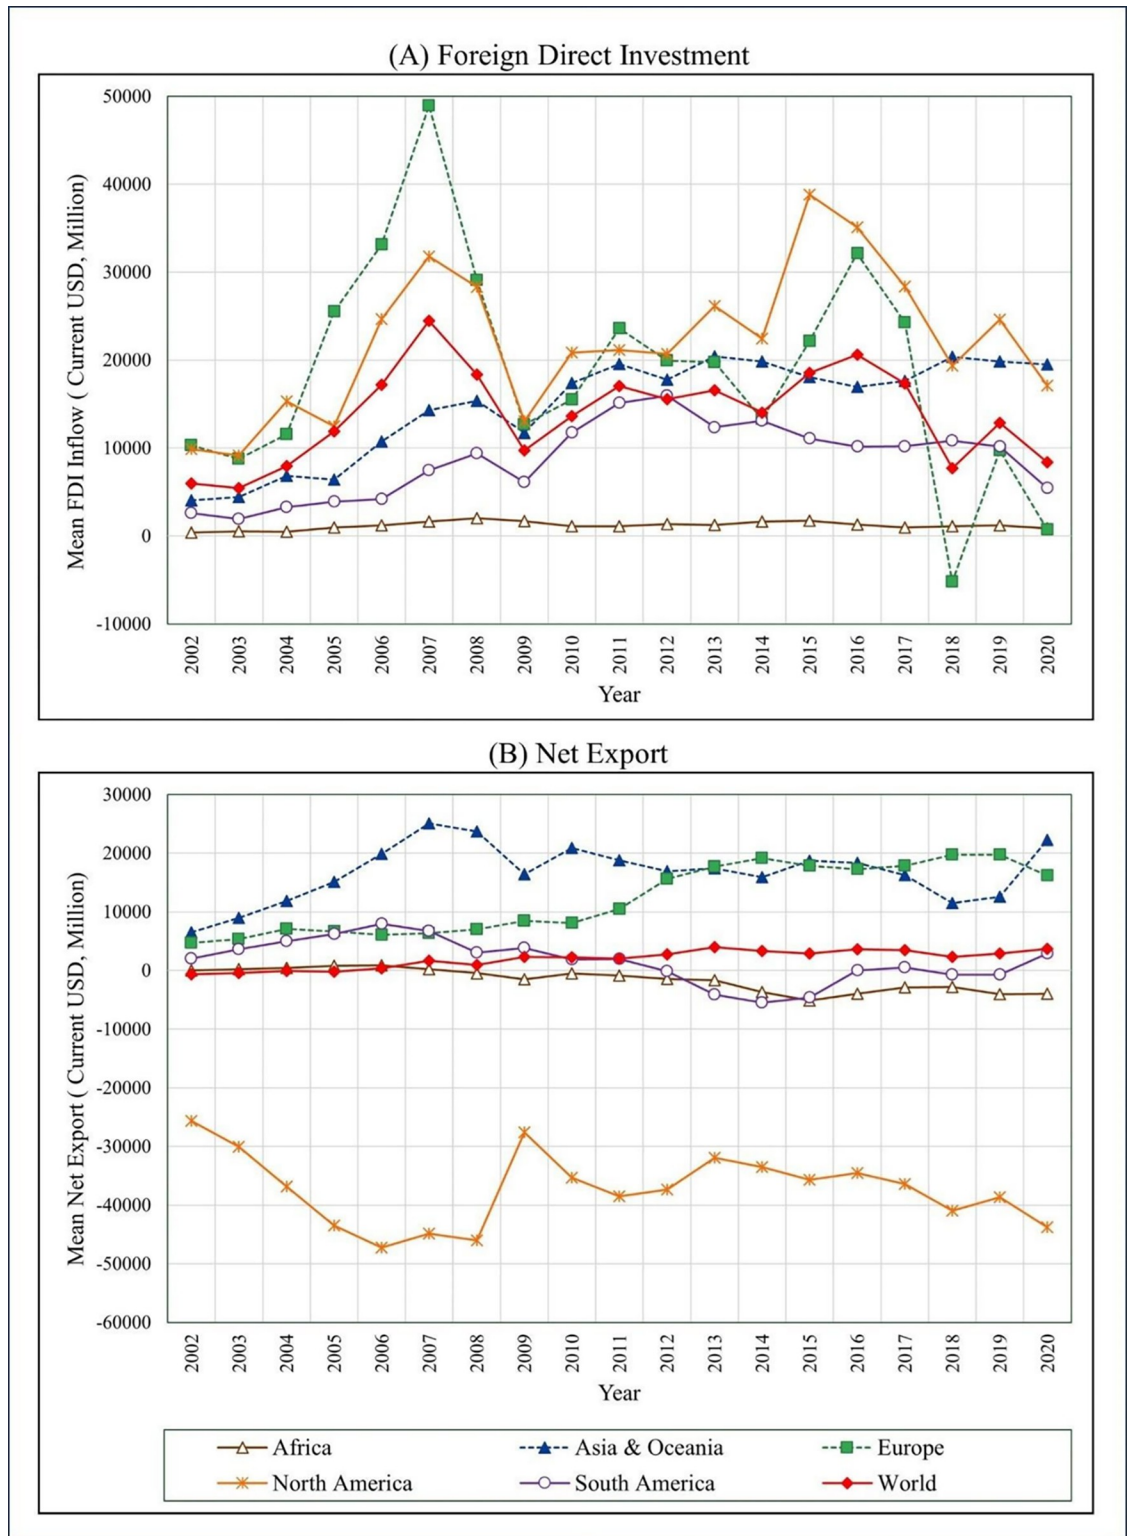 (A) Foreign Direct Investment
Mean FDI Inflow ( Current USD, Million)
50000
40000
30000
20000
10000
0
-10000
2002 2003 2004 2005 2006 2007 2008 2009 2010 2011 2012 2013 2014 2015 2016 2017 2018 2019 2020
Year
(B) Net Export
Mean Net Export ( Current USD, Million)
30000
20000
10000
0
-10000
-20000
-30000
-40000
-50000
-60000
2002 2003 2004 2005 2006 2007 2008 2009 2010 2011 2012 2013 2014 2015 2016 2017 2018 2019 2020
Year
Africa Asia & Oceania Europe
North America South America World